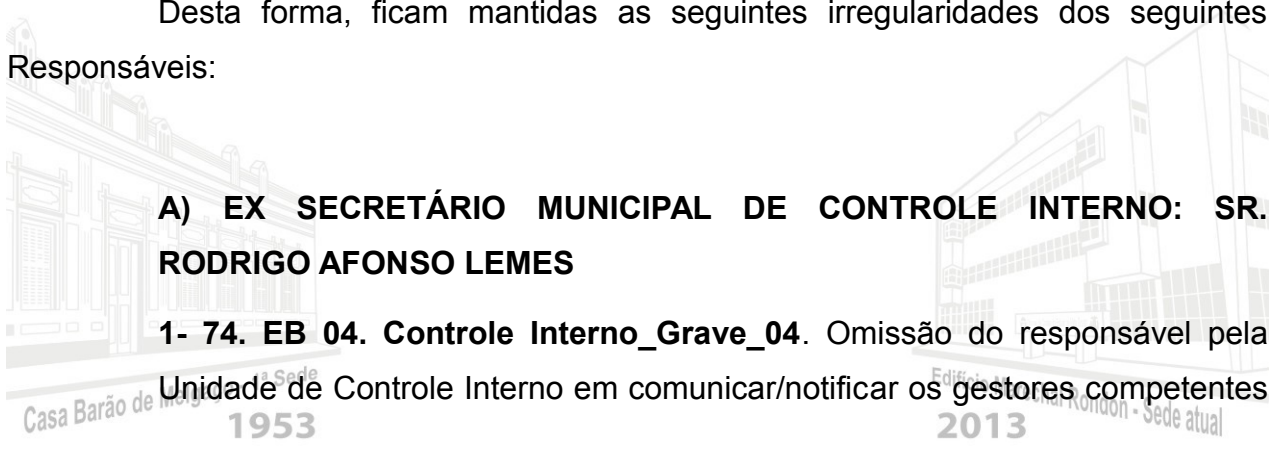 Desta forma, ficam mantidas as seguintes irregularidades dos seguintes
Responsáveis:
A) EX SECRETÁRIO MUNICIPAL DE CONTROLE INTERNO: SR.
RODRIGO AFONSO LEMES
1- 74. EB 04. Controle Interno_Grave_04. Omissão do responsável pela
Unidade de Controle Interno em comunicar/notificar os gestores competentes
Casa Barão de Sede
1953
Rondon - Sede atual
2013